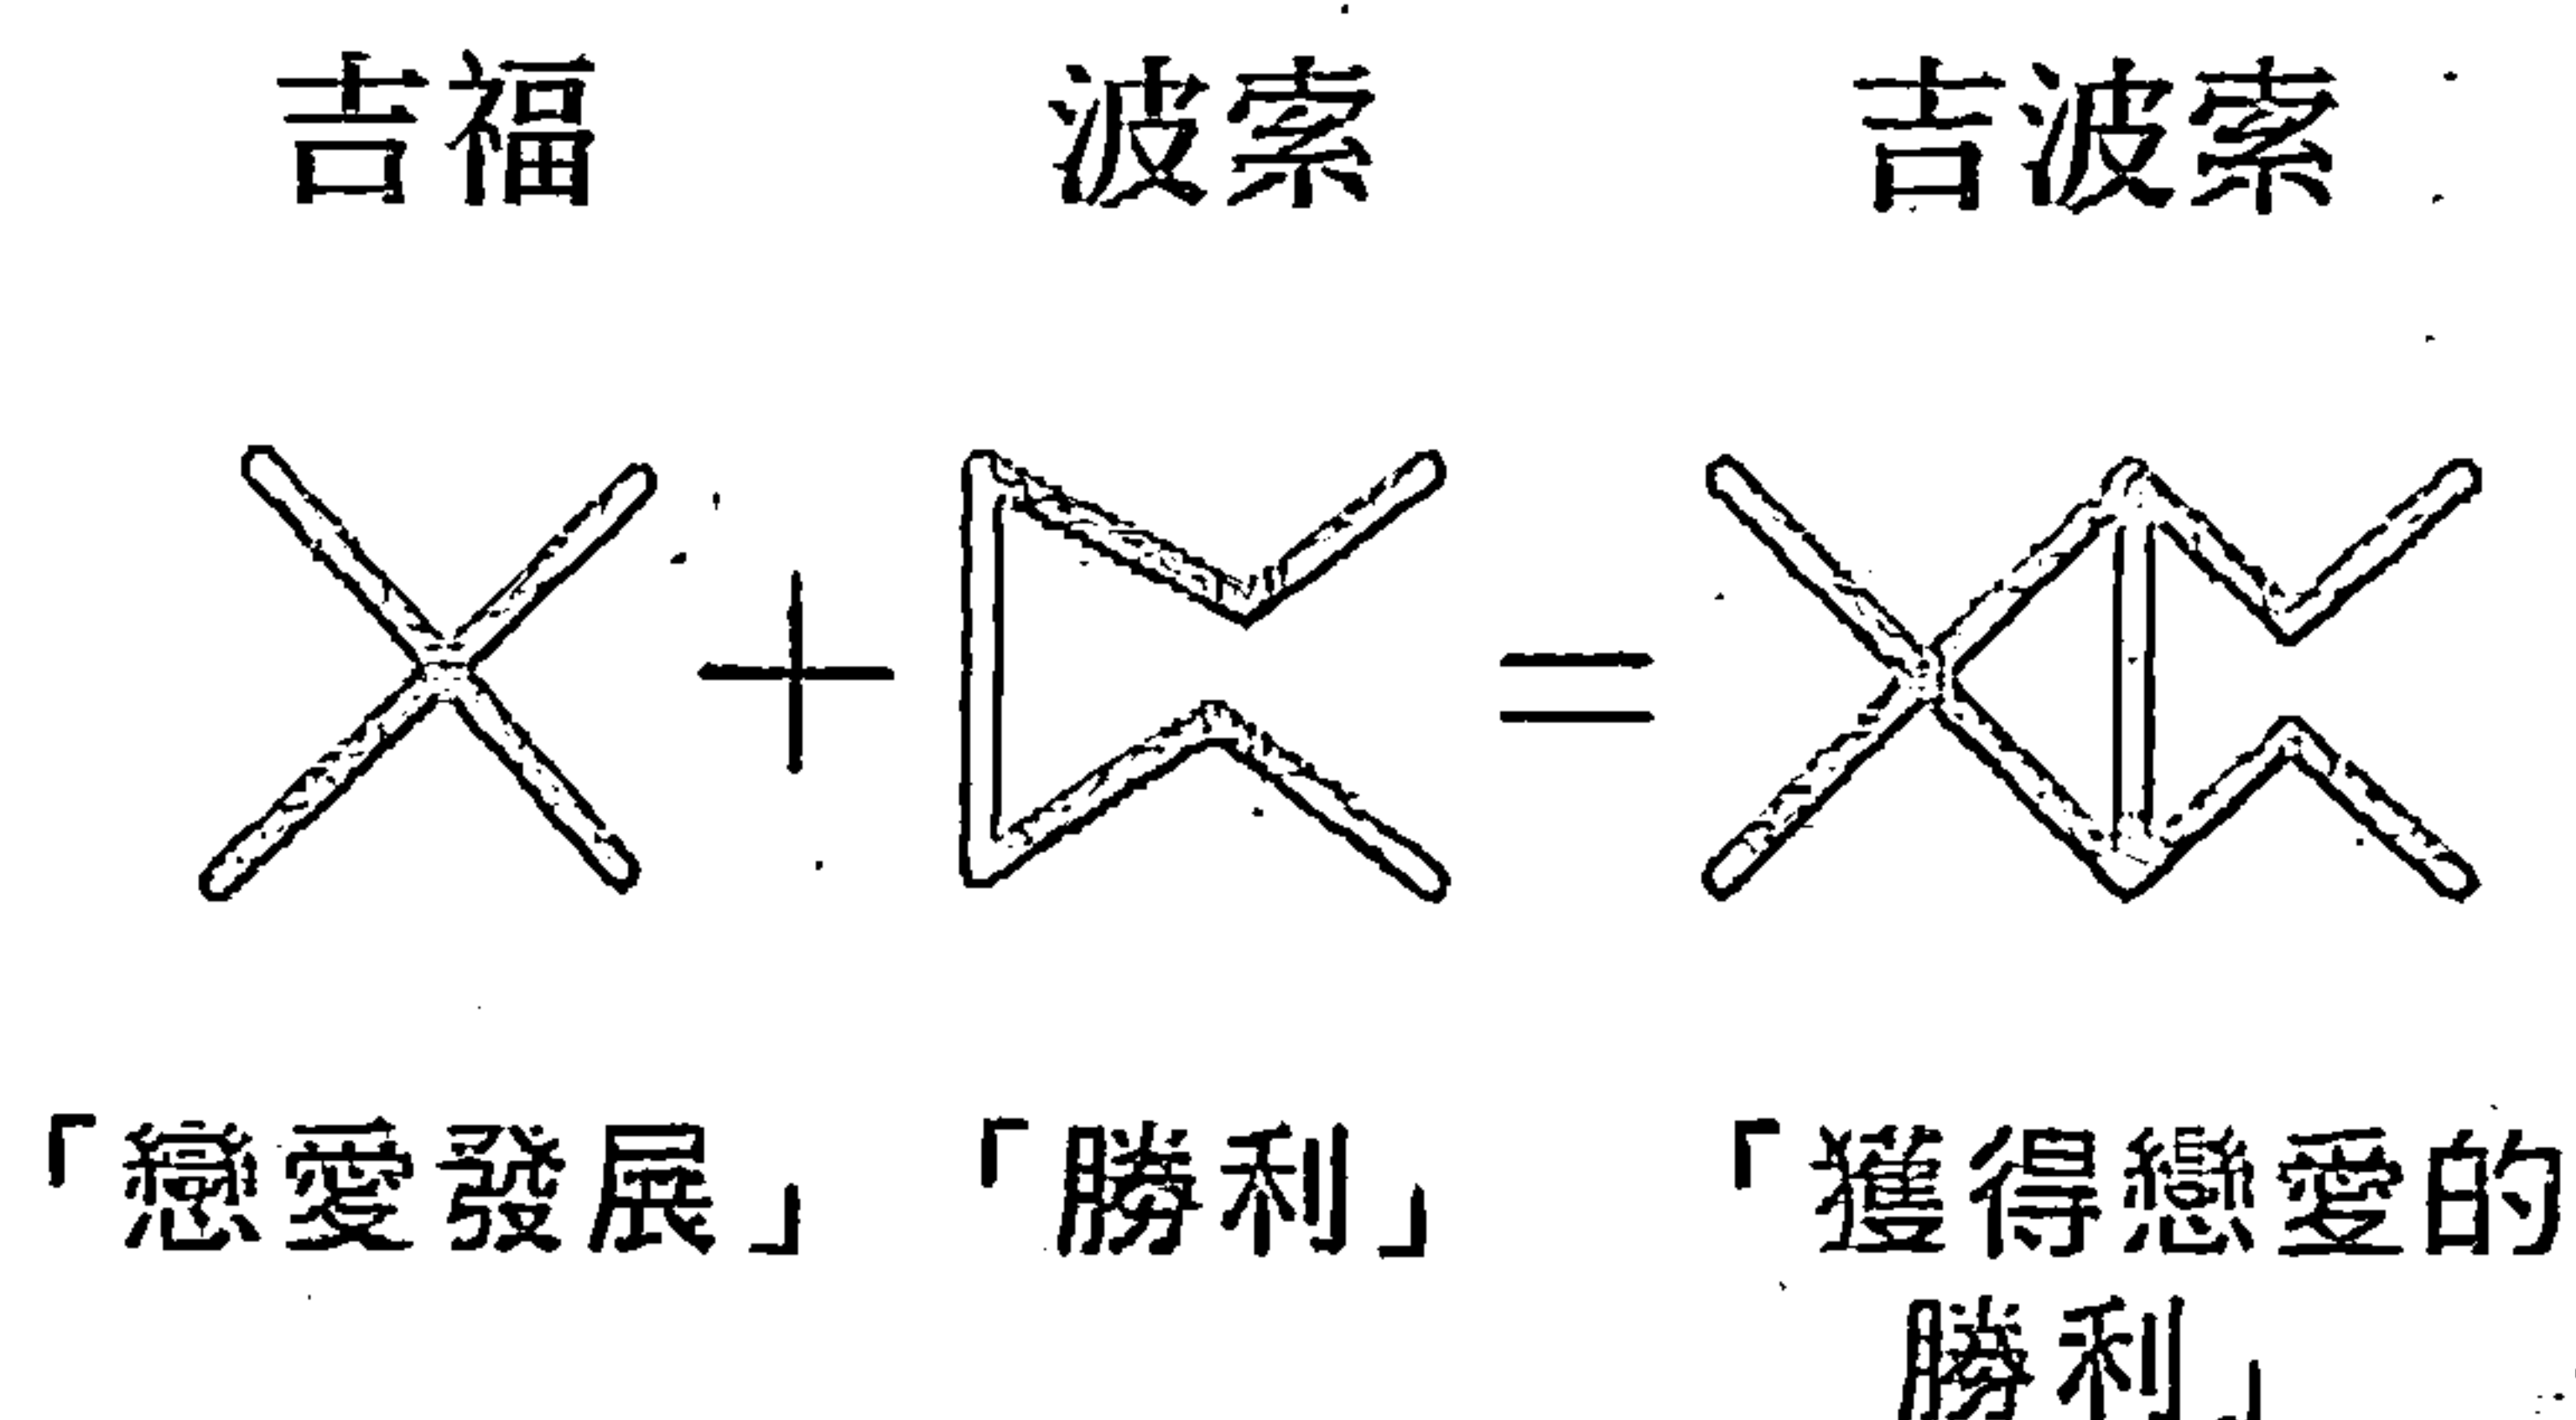 吉福 波索 吉波索
+ =
「戀愛發展」 「勝利」 「獲得戀愛的
勝利」